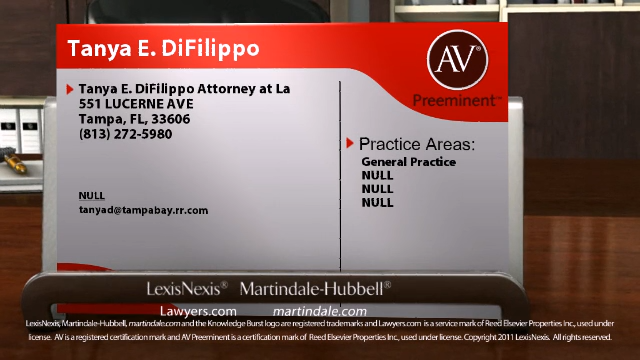 Tanya E. DiFilippo
AV®
Preeminent™
Tanya E. DiFilippo Attorney at La
551 LUCERNE AVE
Tampa, FL, 33606
(813) 272-5980
NULL
tanyad@tampabay.rr.com
Practice Areas:
General Practice
NULL
NULL
NULL
LexisNexis® Martindale-Hubbell®
Lawyers.com martindale.com
LexisNexis, Martindale-Hubbell, martindale.com and the Knowledge Burst logo are registered trademarks and Lawyers.com is a service mark of Reed Elsevier Properties Inc., used under
license. AV is a registered certification mark and AV Preeminent is a certification mark of Reed Elsevier Properties Inc., used under license. Copyright 2011 LexisNexis. All rights reserved.